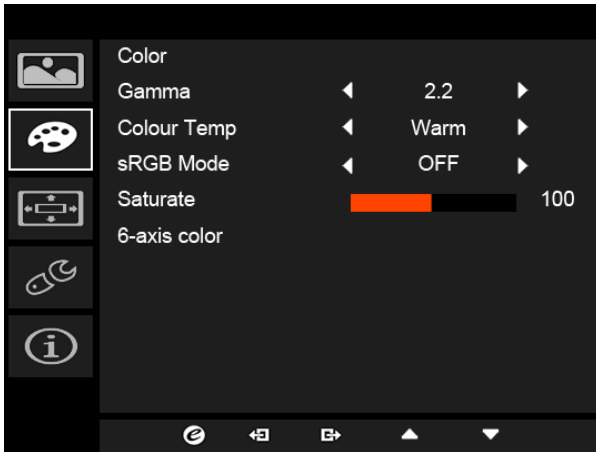 Color
Gamma 2.2
Colour Temp Warm
sRGB Mode OFF
Saturate 100
6-axis color